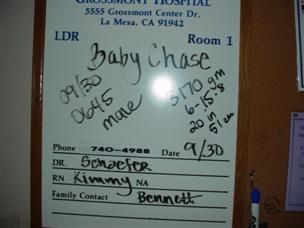 GROSSMONT HOSPITAL
5555 Grossmont Center Dr.
La Mesa, CA 91942
LDR Room 1
Baby Chase
09/30
0645
male
3170 gm
6-15-8
20 in
51 cm
Phone 740-4988 Date 9/30
DR. Schaefer
RN Kimmy NA
Family Contact Bennett